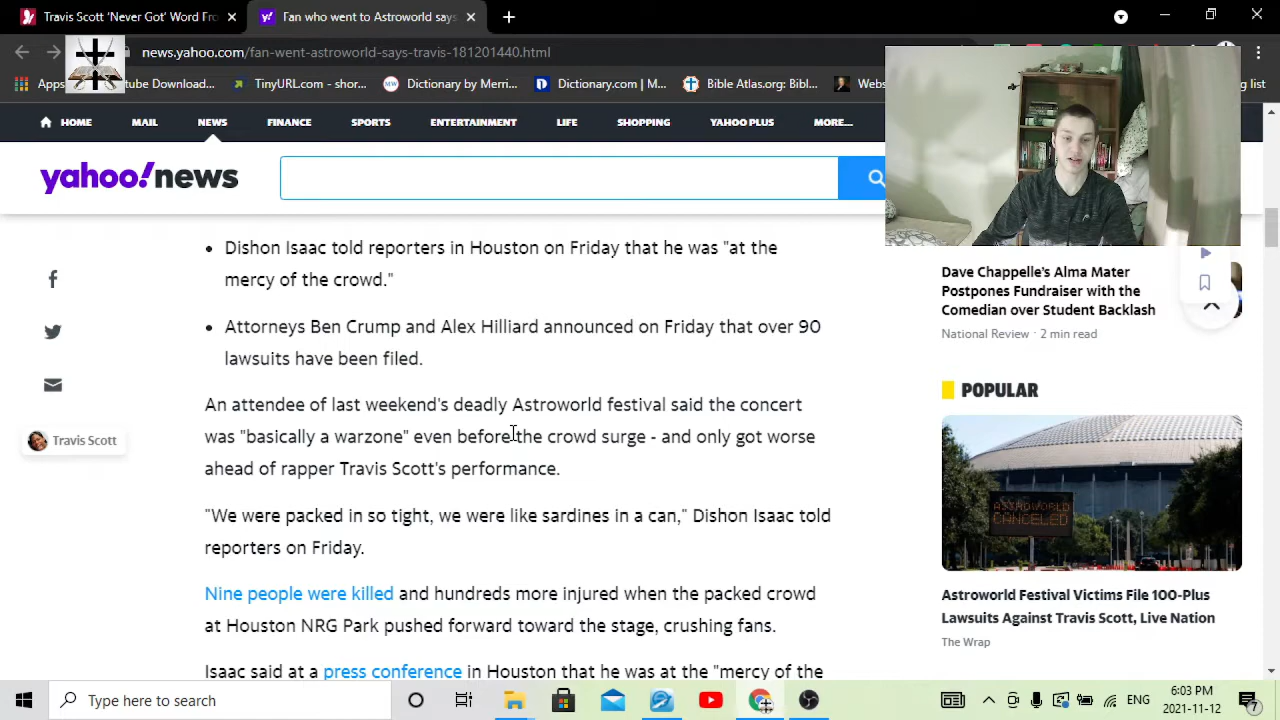 Travis Scott 'Never Got' Word Fro
Fan who went to Astroworld says
news.yahoo.com/fan-went-astroworld-says-travis-181201440.html
Apps
tube Download...
TinyURL.com - shor...
Dictionary by Merri...
Dictionary.com | M...
Bible Atlas.org: Bib...
Webs
ng list
HOME
MAIL
NEWS
FINANCE
SPORTS
ENTERTAINMENT
LIFE
SHOPPING
YAHOO PLUS
MORE...
yahoo!news
Dishon Isaac told reporters in Houston on Friday that he was "at the
mercy of the crowd."
Attorneys Ben Crump and Alex Hilliard announced on Friday that over 90
lawsuits have been filed.
An attendee of last weekend's deadly Astroworld festival said the concert
was "basically a warzone" even before the crowd surge - and only got worse
ahead of rapper Travis Scott's performance.
"We were packed in so tight, we were like sardines in a can," Dishon Isaac told
reporters on Friday.
Nine people were killed and hundreds more injured when the packed crowd
at Houston NRG Park pushed forward toward the stage, crushing fans.
Isaac said at a press conference in Houston that he was at the "mercy of the
Travis Scott
Dave Chappelle's Alma Mater
Postpones Fundraiser with the
Comedian over Student Backlash
National Review · 2 min read
POPULAR
ASTROWORLD
CANCELED
Astroworld Festival Victims File 100-Plus
Lawsuits Against Travis Scott, Live Nation
The Wrap
Type here to search
ENG
6:03 PM
2021-11-12
7